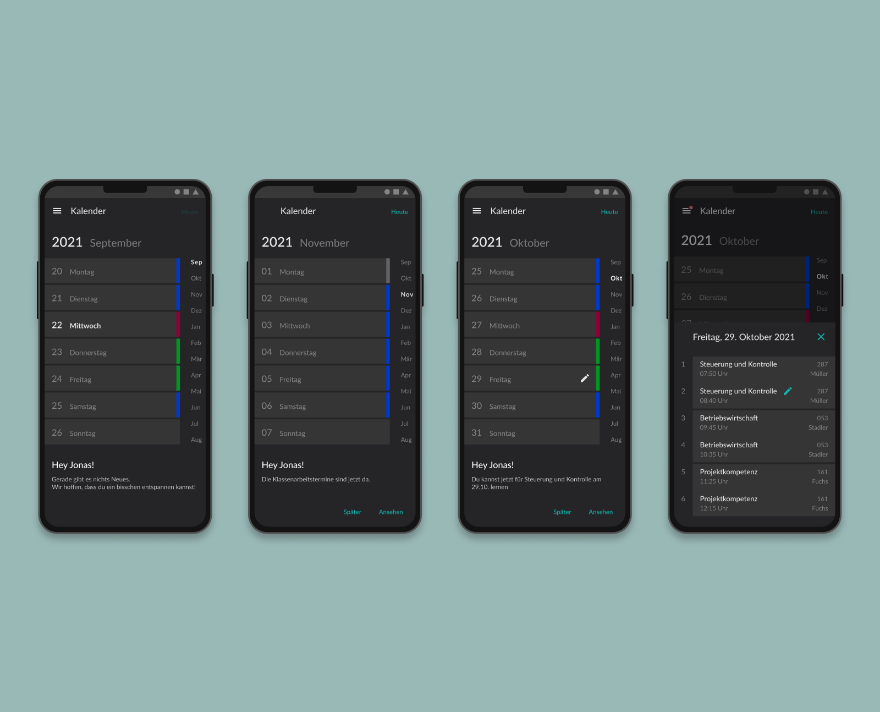 Kalender
2021 September
20 Montag
21 Dienstag
22 Mittwoch
23 Donnerstag
24 Freitag
25 Samstag
26 Sonntag
Sep
Okt
Nov
Dez
Jan
Feb
Mär
Apr
Mai
Jun
Jul
Aug
Hey Jonas!
Gerade gibt es nichts Neues.
Wir hoffen, dass du ein bisschen entspannen kannst!
Kalender
Heute
2021 November
01 Montag
02 Dienstag
03 Mittwoch
04 Donnerstag
05 Freitag
06 Samstag
07 Sonntag
Sep
Okt
Nov
Dez
Jan
Feb
Mär
Apr
Mai
Jun
Jul
Aug
Hey Jonas!
Die Klassenarbeitstermine sind jetzt da.
Später Ansehen
Kalender
Heute
2021 Oktober
25 Montag
26 Dienstag
27 Mittwoch
28 Donnerstag
29 Freitag
30 Samstag
31 Sonntag
Sep
Okt
Nov
Dez
Jan
Feb
Mär
Apr
Mai
Jun
Jul
Aug
Hey Jonas!
Du kannst jetzt für Steuerung und Kontrolle am
29.10. lernen
Später Ansehen
Kalender
Heute
2021 Oktober
25 Montag
26 Dienstag
Sep
Okt
Nov
Dez
Freitag, 29. Oktober 2021
1 Steuerung und Kontrolle 287
07:50 Uhr Müller
2 Steuerung und Kontrolle 287
08:40 Uhr Müller
3 Betriebswirtschaft 053
09:45 Uhr Stadler
4 Betriebswirtschaft 053
10:35 Uhr Stadler
5 Projektkompetenz 161
11:25 Uhr Fuchs
6 Projektkompetenz 161
12:15 Uhr Fuchs